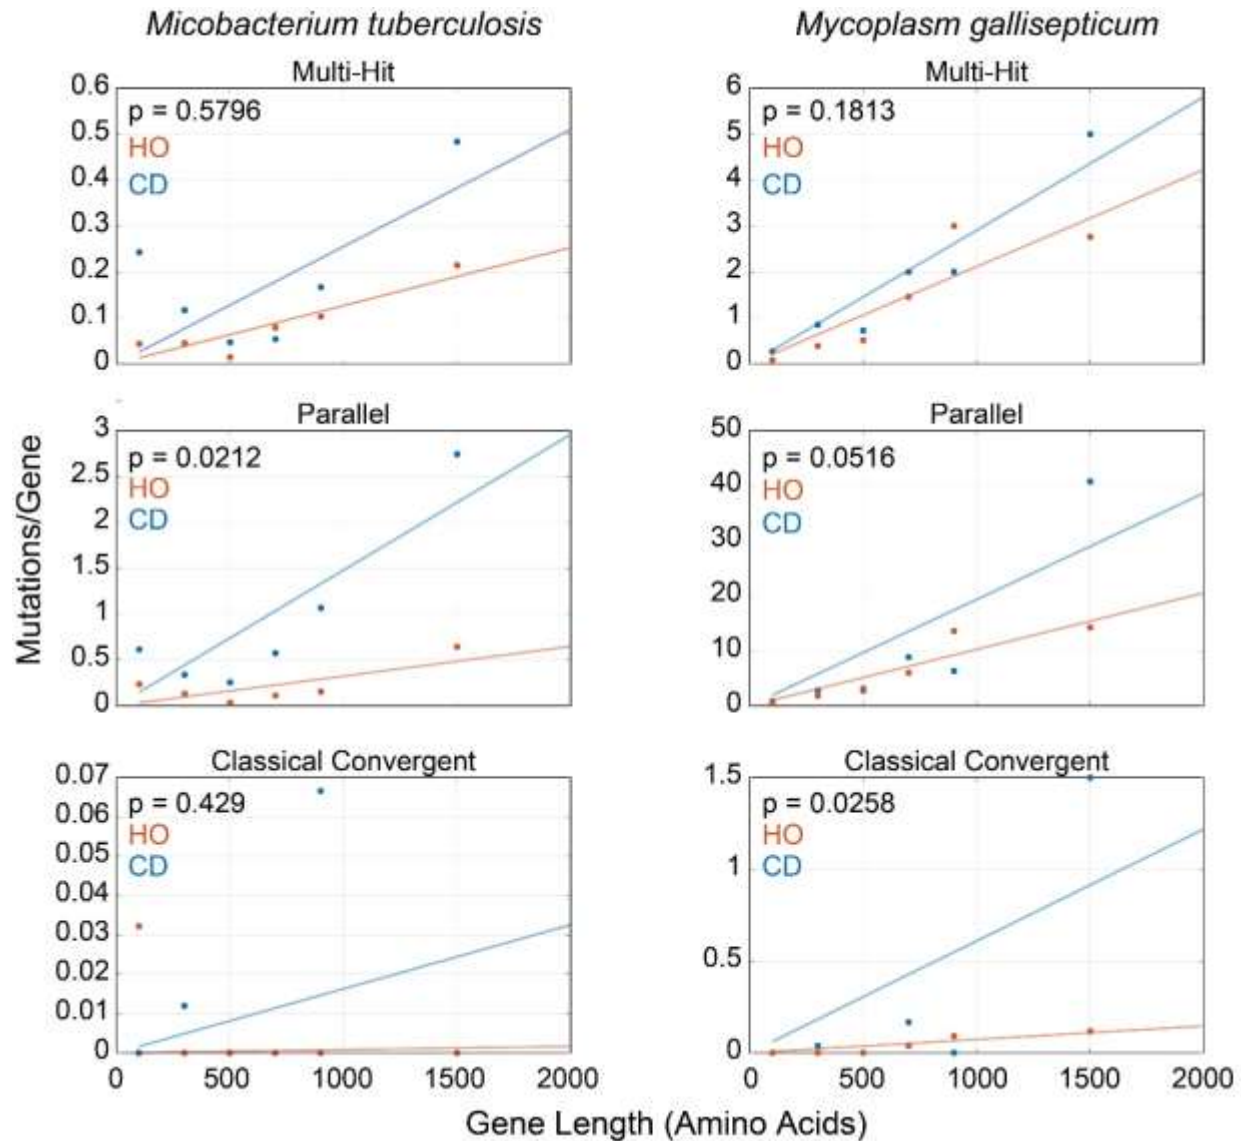 Micobacterium tuberculosis
Mycoplasm gallisepticum
Multi-Hit
0.6
0.5
0.4
0.3
0.2
0.1
0
p = 0.5796
HO
CD
Multi-Hit
6
5
4
3
2
1
0
p = 0.1813
HO
CD
Mutations/Gene
Parallel
3
2.5
2
1.5
1
0.5
0
p = 0.0212
HO
CD
Parallel
50
40
30
20
10
0
p = 0.0516
HO
CD
Classical Convergent
0.07
0.06
0.05
0.04
0.03
0.02
0.01
0
p = 0.429
HO
CD
0 500 1000 1500 2000
Classical Convergent
1.5
1
0.5
0
p = 0.0258
HO
CD
0 500 1000 1500 2000
Gene Length (Amino Acids)